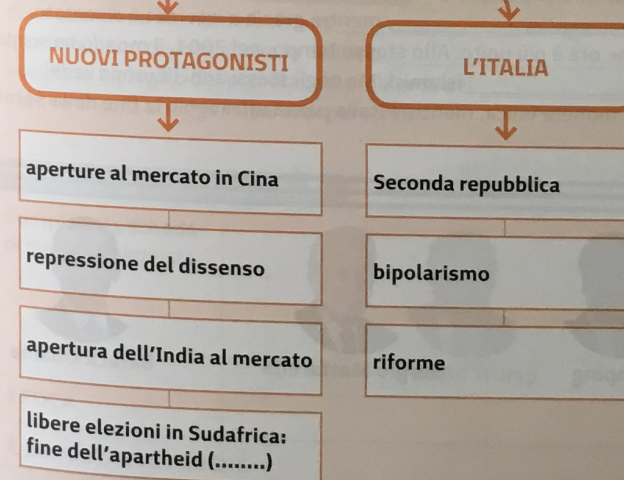 NUOVI PROTAGONISTI
aperture al mercato in Cina
repressione del dissenso
apertura dell'India al mercato
libere elezioni in Sudafrica:
fine dell'apartheid (........)
L'ITALIA
Seconda repubblica
bipolarismo
riforme